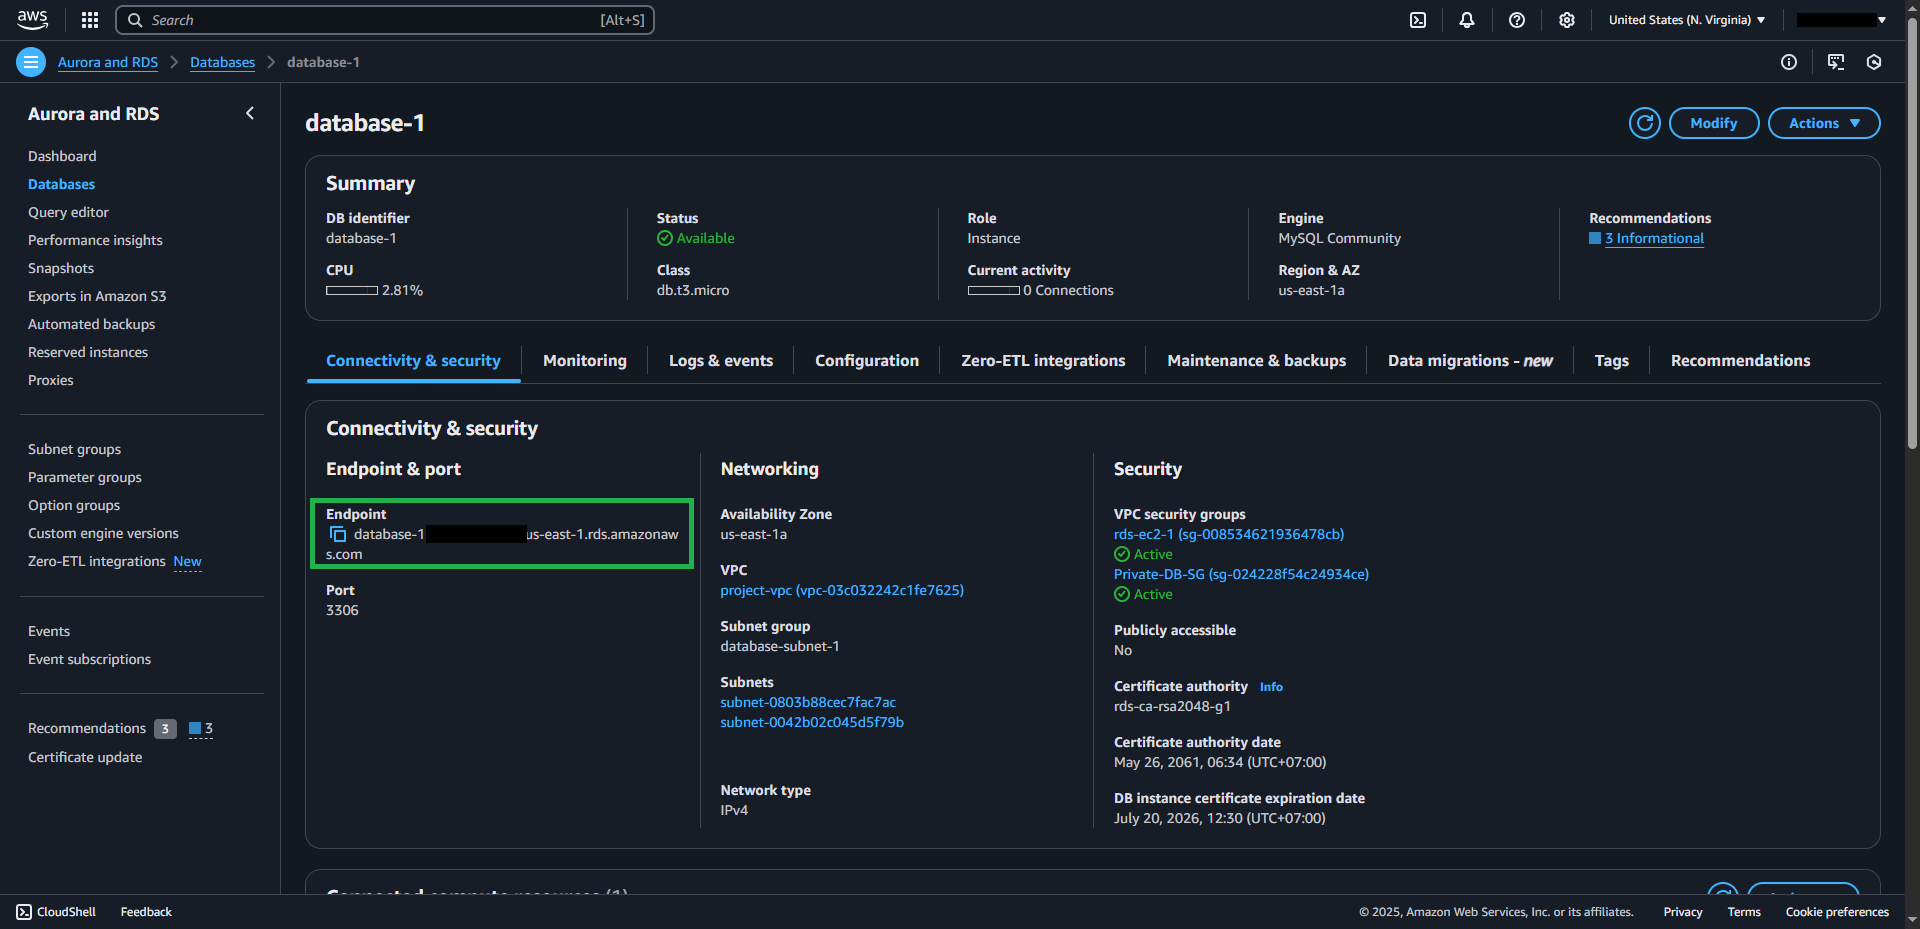 aws
Search [Alt+S]
United States (N. Virginia)
Aurora and RDS
Databases
database-1
Aurora and RDS
Dashboard
Databases
Query editor
Performance insights
Snapshots
Exports in Amazon S3
Automated backups
Reserved instances
Proxies
Subnet groups
Parameter groups
Option groups
Custom engine versions
Zero-ETL integrations New
Events
Event subscriptions
Recommendations 3 3
Certificate update
database-1
Modify
Actions
Summary
DB identifier
database-1
CPU
2.81%
Status
Available
Class
db.t3.micro
Role
Instance
Current activity
0 Connections
Engine
MySQL Community
Region & AZ
us-east-1a
Recommendations
3 Informational
Connectivity & security
Monitoring
Logs & events
Configuration
Zero-ETL integrations
Maintenance & backups
Data migrations - new
Tags
Recommendations
Connectivity & security
Endpoint & port
Endpoint
database-1 us-east-1.rds.amazonaw
s.com
Port
3306
Networking
Availability Zone
us-east-1a
VPC
project-vpc (vpc-03c032242c1fe7625)
Subnet group
database-subnet-1
Subnets
subnet-0803b88cec7fac7ac
subnet-0042b02c045d5f79b
Network type
IPv4
Security
VPC security groups
rds-ec2-1 (sg-008534621936478cb)
Active
Private-DB-SG (sg-024228f54c24934ce)
Active
Publicly accessible
No
Certificate authority Info
rds-ca-rsa2048-g1
Certificate authority date
May 26, 2061, 06:34 (UTC+07:00)
DB instance certificate expiration date
July 20, 2026, 12:30 (UTC+07:00)
Connected compute resources (1)
CloudShell
Feedback
© 2025, Amazon Web Services, Inc. or its affiliates.
Privacy
Terms
Cookie preferences